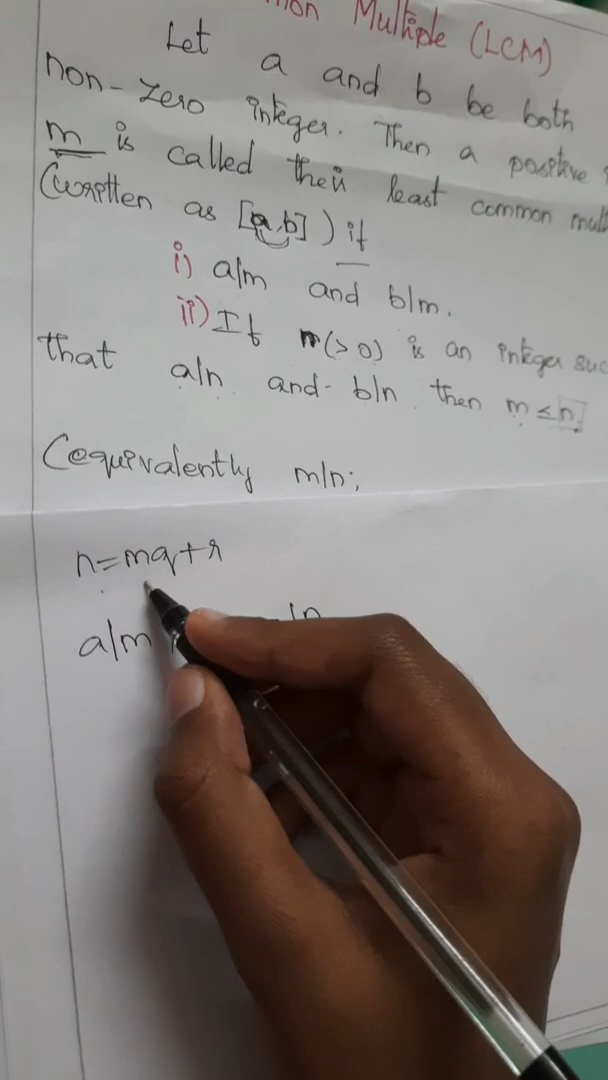 Multiple (LCM)
Let a and b be both
non-zero integer. Then a positive
m is called their least common
(written as [a,b]) if
i) a/m and b/m.
ii) If n(>0) is an integer
that a/n and b/n then m ≤ n.
(equivalently m/n;
n=mq+r
a/m